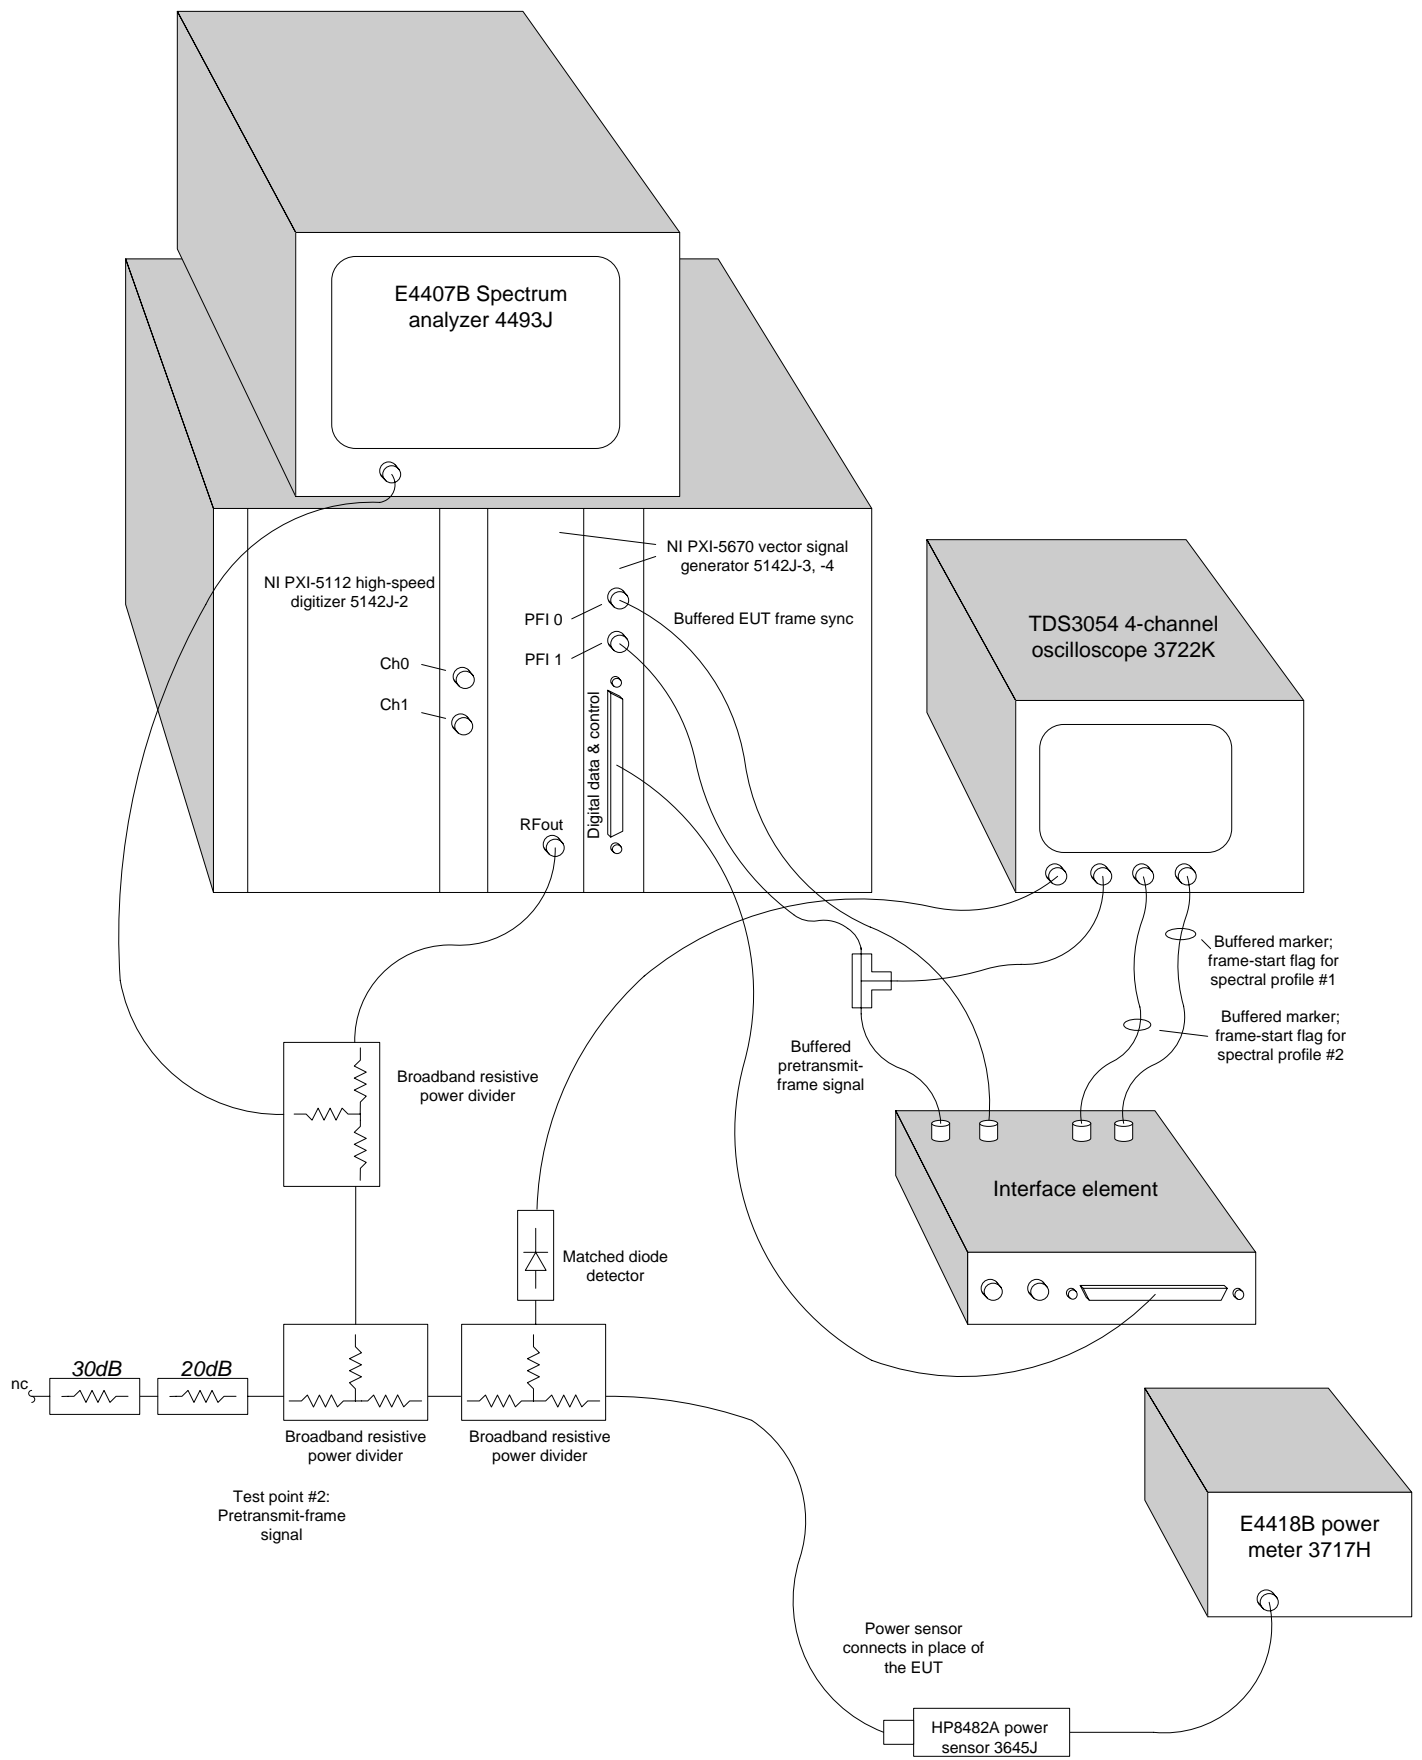 E4407B Spectrum
analyzer 4493J
NI PXI-5670 vector signal
generator 5142J-3, -4
NI PXI-5112 high-speed
digitizer 5142J-2
PFI 0
Buffered EUT frame sync
PFI 1
Ch0
Ch1
Digital data & control
RFout
TDS3054 4-channel
oscilloscope 3722K
Buffered marker;
frame-start flag for
spectral profile #1
Buffered marker;
frame-start flag for
spectral profile #2
Buffered
pretransmit-
frame signal
Broadband resistive
power divider
Interface element
Matched diode
detector
nc
30dB
20dB
Broadband resistive
power divider
Broadband resistive
power divider
Test point #2:
Pretransmit-frame
signal
E4418B power
meter 3717H
Power sensor
connects in place of
the EUT
HP8482A power
sensor 3645J